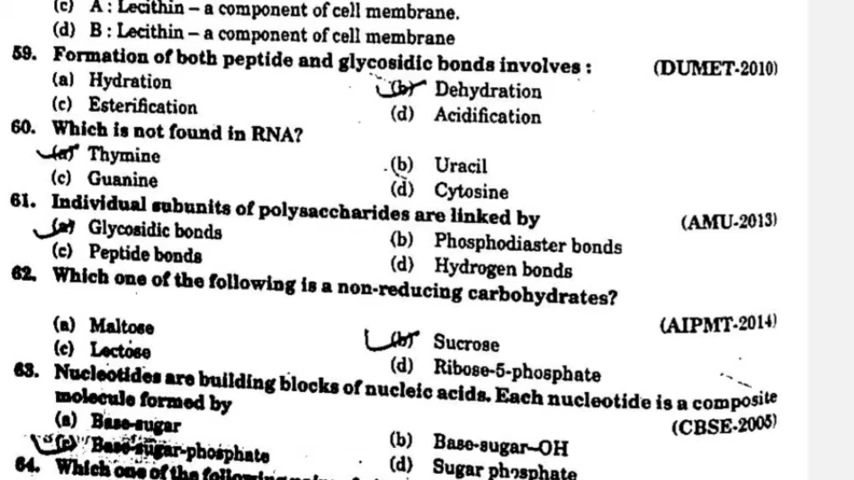 (c) A : Lecithin – a component of cell membrane.
(d) B : Lecithin – a component of cell membrane
59. Formation of both peptide and glycosidic bonds involves : (DUMET-2010)
(a) Hydration (b) Dehydration
(c) Esterification (d) Acidification
60. Which is not found in RNA?
(a) Thymine (b) Uracil
(c) Guanine (d) Cytosine
61. Individual subunits of polysaccharides are linked by (AMU-2013)
(a) Glycosidic bonds (b) Phosphodiaster bonds
(c) Peptide bonds (d) Hydrogen bonds
62. Which one of the following is a non-reducing carbohydrates?
(AIPMT-2014)
(a) Maltose (b) Sucrose
(c) Lectose (d) Ribose-5-phosphate
63. Nucleotides are building blocks of nucleic acids. Each nucleotide is a composite
molecule formed by (CBSE-2005)
(a) Base-sugar (b) Base-sugar–OH
(c) Base-sugar-phosphate (d) Sugar phosphate
64. Which one of the following